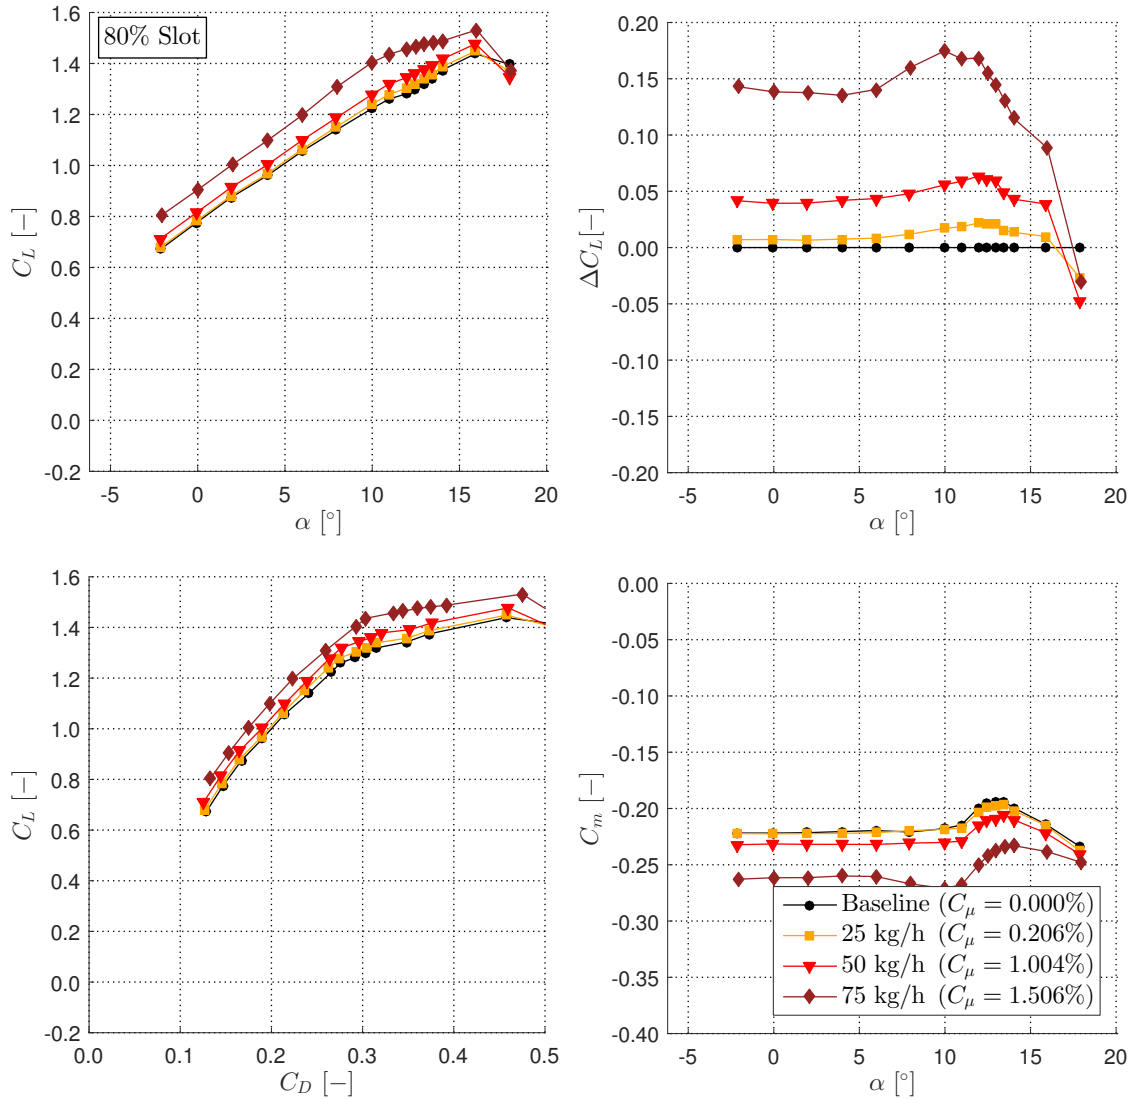 80% Slot
1.6
1.4
1.2
1.0
0.8
0.6
0.4
0.2
0.0
-0.2
C_L [−]
-5 0 5 10 15 20
α [°]
0.20
0.15
0.10
0.05
0.00
-0.05
-0.10
-0.15
-0.20
ΔC_L[−]
-5 0 5 10 15 20
α [°]
1.6
1.4
1.2
1.0
0.8
0.6
0.4
0.2
0.0
-0.2
C_L [−]
0.0 0.1 0.2 0.3 0.4 0.5
C_D [−]
0.00
-0.05
-0.10
-0.15
-0.20
-0.25
-0.30
-0.35
-0.40
C_m [−]
Baseline (C_μ = 0.000%)
25 kg/h (C_μ = 0.206%)
50 kg/h (C_μ = 1.004%)
75 kg/h (C_μ = 1.506%)
-5 0 5 10 15 20
α [°]